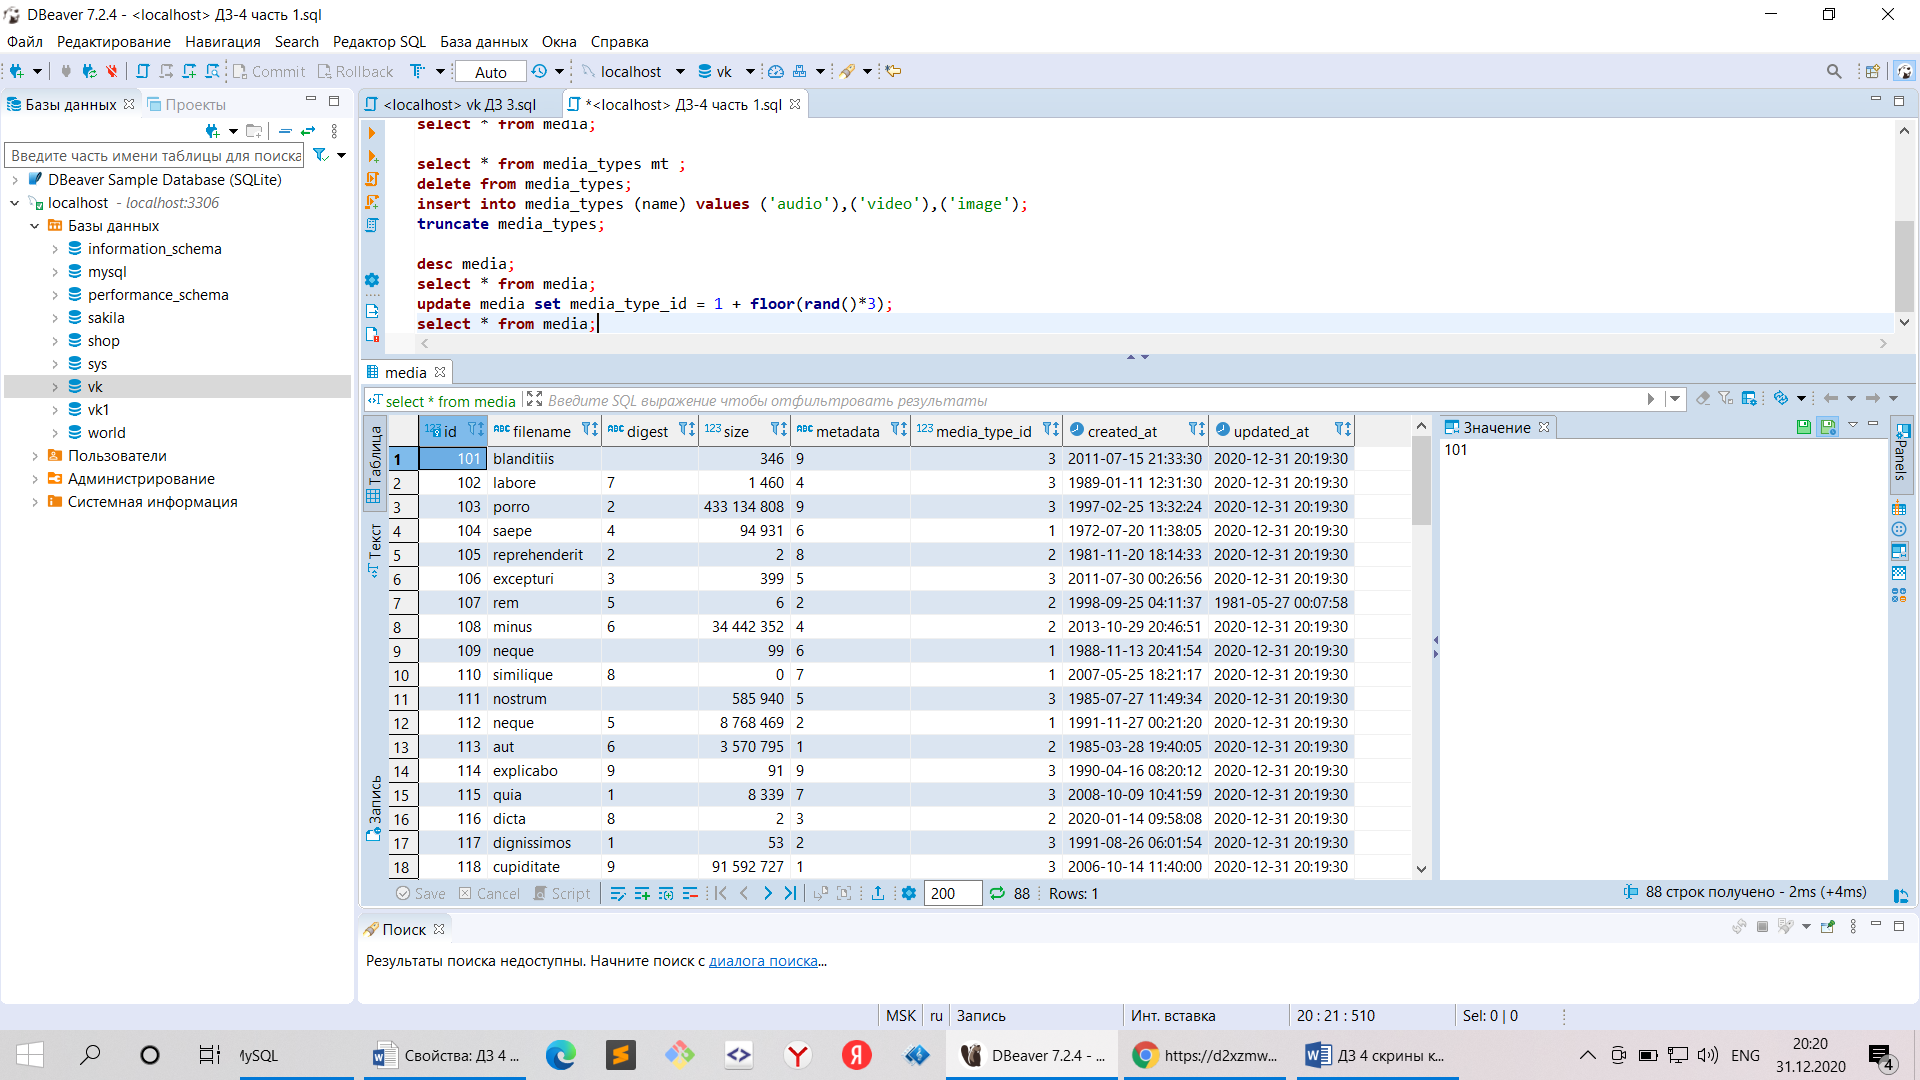 DBeaver 7.2.4 - <localhost> ДЗ-4 часть 1.sql
Файл Редактирование Навигация Search Редактор SQL База данных Окна Справка
Commit Rollback Auto localhost vk
Базы данных Проекты
Введите часть имени таблицы для поиска
DBeaver Sample Database (SQLite)
localhost - localhost:3306
Базы данных
information_schema
mysql
performance_schema
sakila
shop
sys
vk
vk1
world
Пользователи
Администрирование
Системная информация
<localhost> vk ДЗ 3.sql *<localhost> ДЗ-4 часть 1.sql
select * from media;
select * from media_types mt ;
delete from media_types;
insert into media_types (name) values ('audio'),('video'),('image');
truncate media_types;
desc media;
select * from media;
update media set media_type_id = 1 + floor(rand()*3);
select * from media;
media
select * from media Введите SQL выражение чтобы отфильтровать результаты
Таблица
Текст
Запись
123 id ABC filename ABC digest 123 size ABC metadata 123 media_type_id created_at updated_at
1 101 blanditiis 346 9 3 2011-07-15 21:33:30 2020-12-31 20:19:30
2 102 labore 7 1 460 4 3 1989-01-11 12:31:30 2020-12-31 20:19:30
3 103 porro 2 433 134 808 9 3 1997-02-25 13:32:24 2020-12-31 20:19:30
4 104 saepe 4 94 931 6 1 1972-07-20 11:38:05 2020-12-31 20:19:30
5 105 reprehenderit 2 2 8 2 1981-11-20 18:14:33 2020-12-31 20:19:30
6 106 excepturi 3 399 5 3 2011-07-30 00:26:56 2020-12-31 20:19:30
7 107 rem 5 6 2 2 1998-09-25 04:11:37 1981-05-27 00:07:58
8 108 minus 6 34 442 352 4 2 2013-10-29 20:46:51 2020-12-31 20:19:30
9 109 neque 99 6 1 1988-11-13 20:41:54 2020-12-31 20:19:30
10 110 similique 8 0 7 1 2007-05-25 18:21:17 2020-12-31 20:19:30
11 111 nostrum 585 940 5 3 1985-07-27 11:49:34 2020-12-31 20:19:30
12 112 neque 5 8 768 469 2 1 1991-11-27 00:21:20 2020-12-31 20:19:30
13 113 aut 6 3 570 795 1 2 1985-03-28 19:40:05 2020-12-31 20:19:30
14 114 explicabo 9 91 9 3 1990-04-16 08:20:12 2020-12-31 20:19:30
15 115 quia 1 8 339 7 3 2008-10-09 10:41:59 2020-12-31 20:19:30
16 116 dicta 8 2 3 2 2020-01-14 09:58:08 2020-12-31 20:19:30
17 117 dignissimos 1 53 2 3 1991-08-26 06:01:54 2020-12-31 20:19:30
18 118 cupiditate 9 91 592 727 1 3 2006-10-14 11:40:00 2020-12-31 20:19:30
Значение
101
Panels
Save Cancel Script 200 88 Rows: 1 88 строк получено - 2ms (+4ms)
Поиск
Результаты поиска недоступны. Начните поиск с диалога поиска...
MSK ru Запись Инт. вставка 20 : 21 : 510 Sel: 0 | 0
MySQL Свойства: ДЗ 4 ... DBeaver 7.2.4 - ... https://d2xzmw... ДЗ 4 скрины к... ENG 20:20
31.12.2020 4